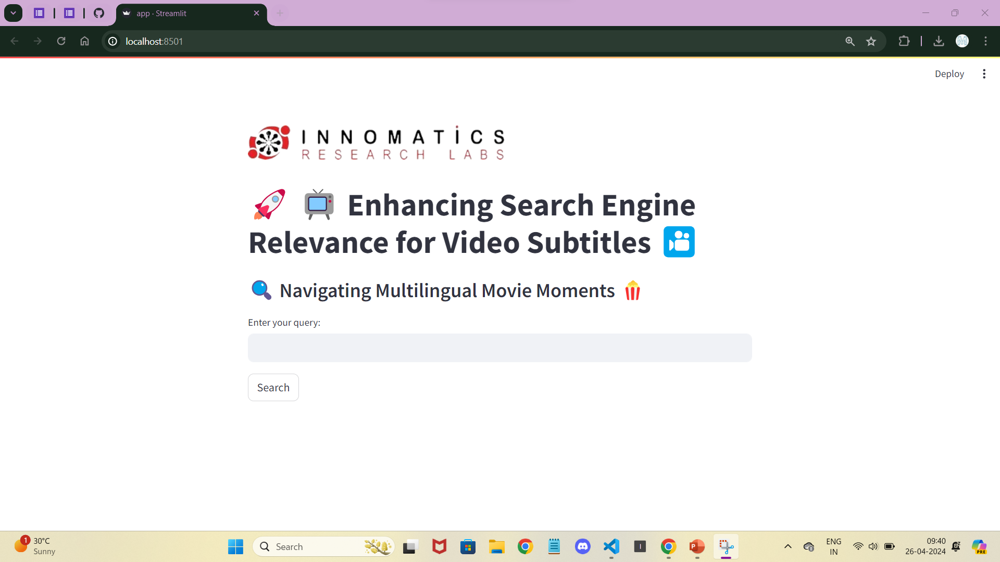 app · Streamlit
localhost:8501
Deploy
INNOMATiCS
RESEARCH LABS
Enhancing Search Engine
Relevance for Video Subtitles
Navigating Multilingual Movie Moments
Enter your query:
Search
1
30°C
Sunny
Search
ENG
IN
09:40
26-04-2024
PRE